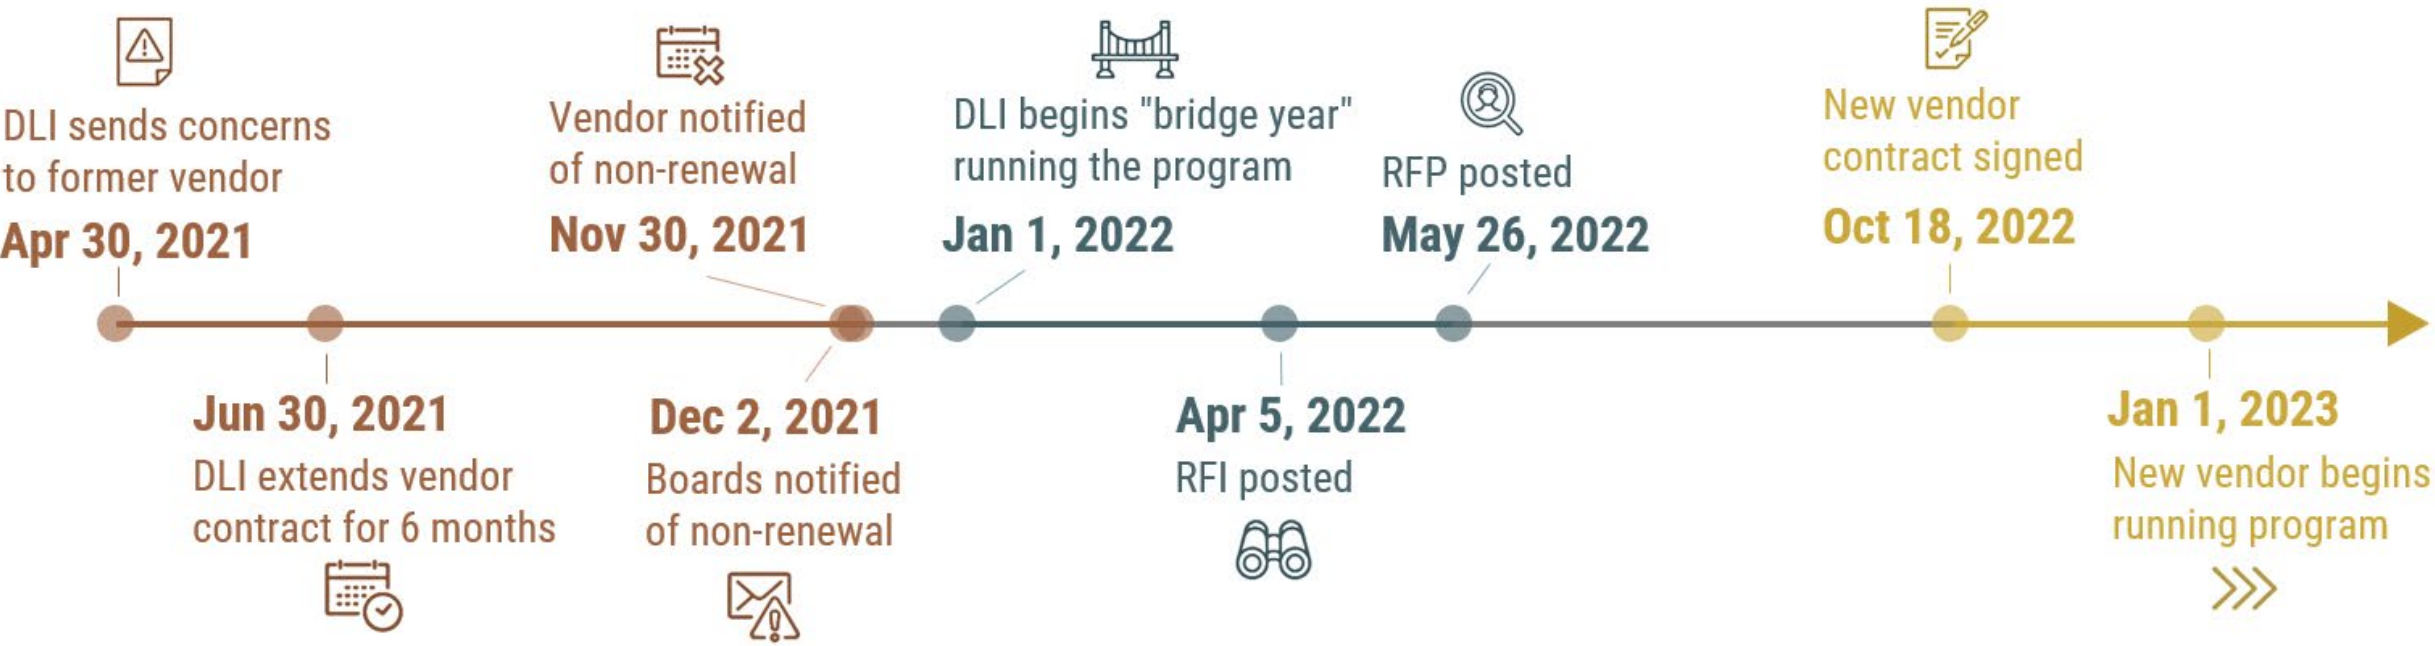 DLI sends concerns
to former vendor
Apr 30, 2021
Jun 30, 2021
DLI extends vendor
contract for 6 months
Vendor notified
of non-renewal
Nov 30, 2021
Dec 2, 2021
Boards notified
of non-renewal
DLI begins "bridge year"
running the program
Jan 1, 2022
Apr 5, 2022
RFI posted
RFP posted
May 26, 2022
New vendor
contract signed
Oct 18, 2022
Jan 1, 2023
New vendor begins
running program